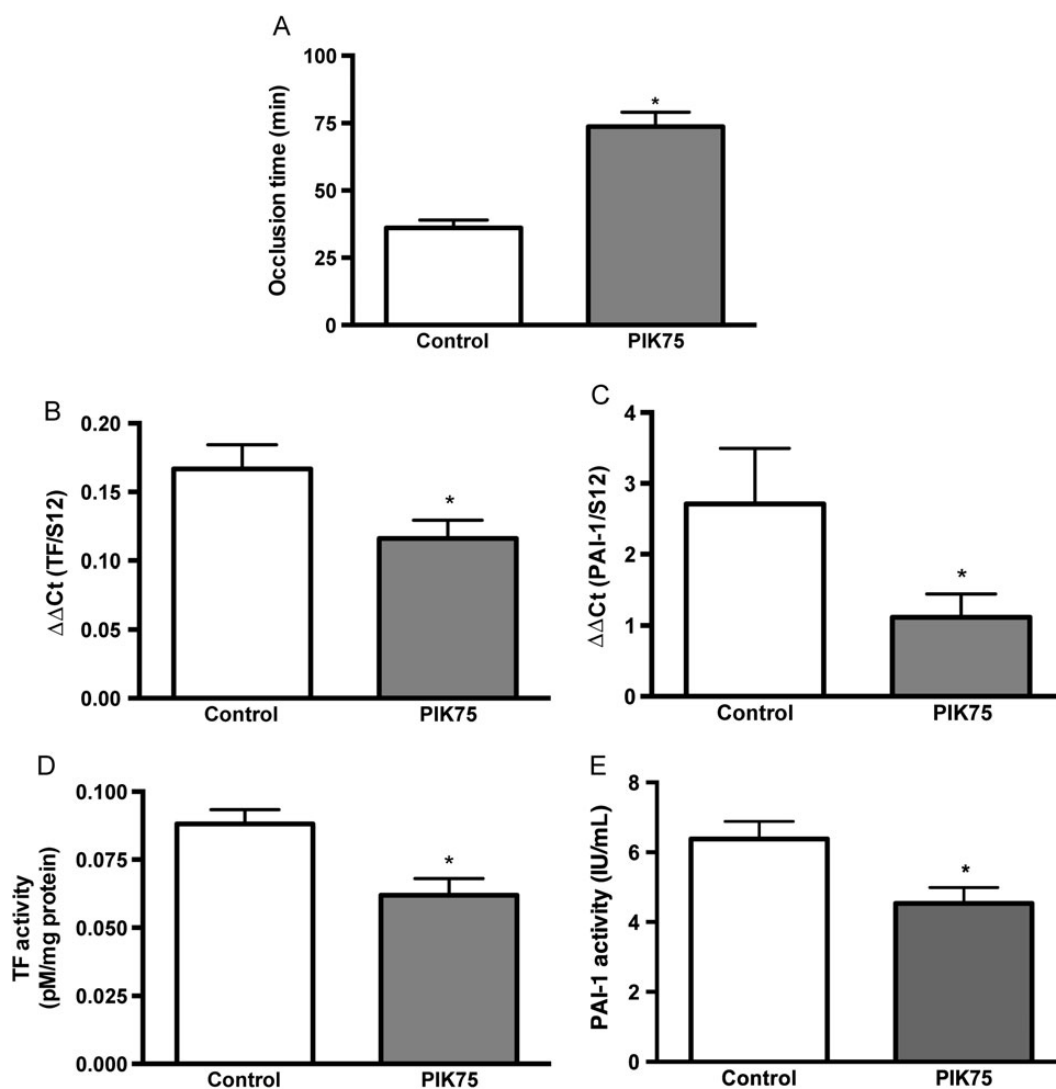 A
Occlusion time (min)
100
75
50
25
0
*
Control PIK75
B
ΔΔCt (TF/S12)
0.20
0.15
0.10
0.05
0.00
*
Control PIK75
C
ΔΔCt (PAI-1/S12)
4
3
2
1
0
*
Control PIK75
D
TF activity
(pM/mg protein)
0.100
0.075
0.050
0.025
0.000
*
Control PIK75
E
PAI-1 activity (IU/mL)
8
6
4
2
0
*
Control PIK75